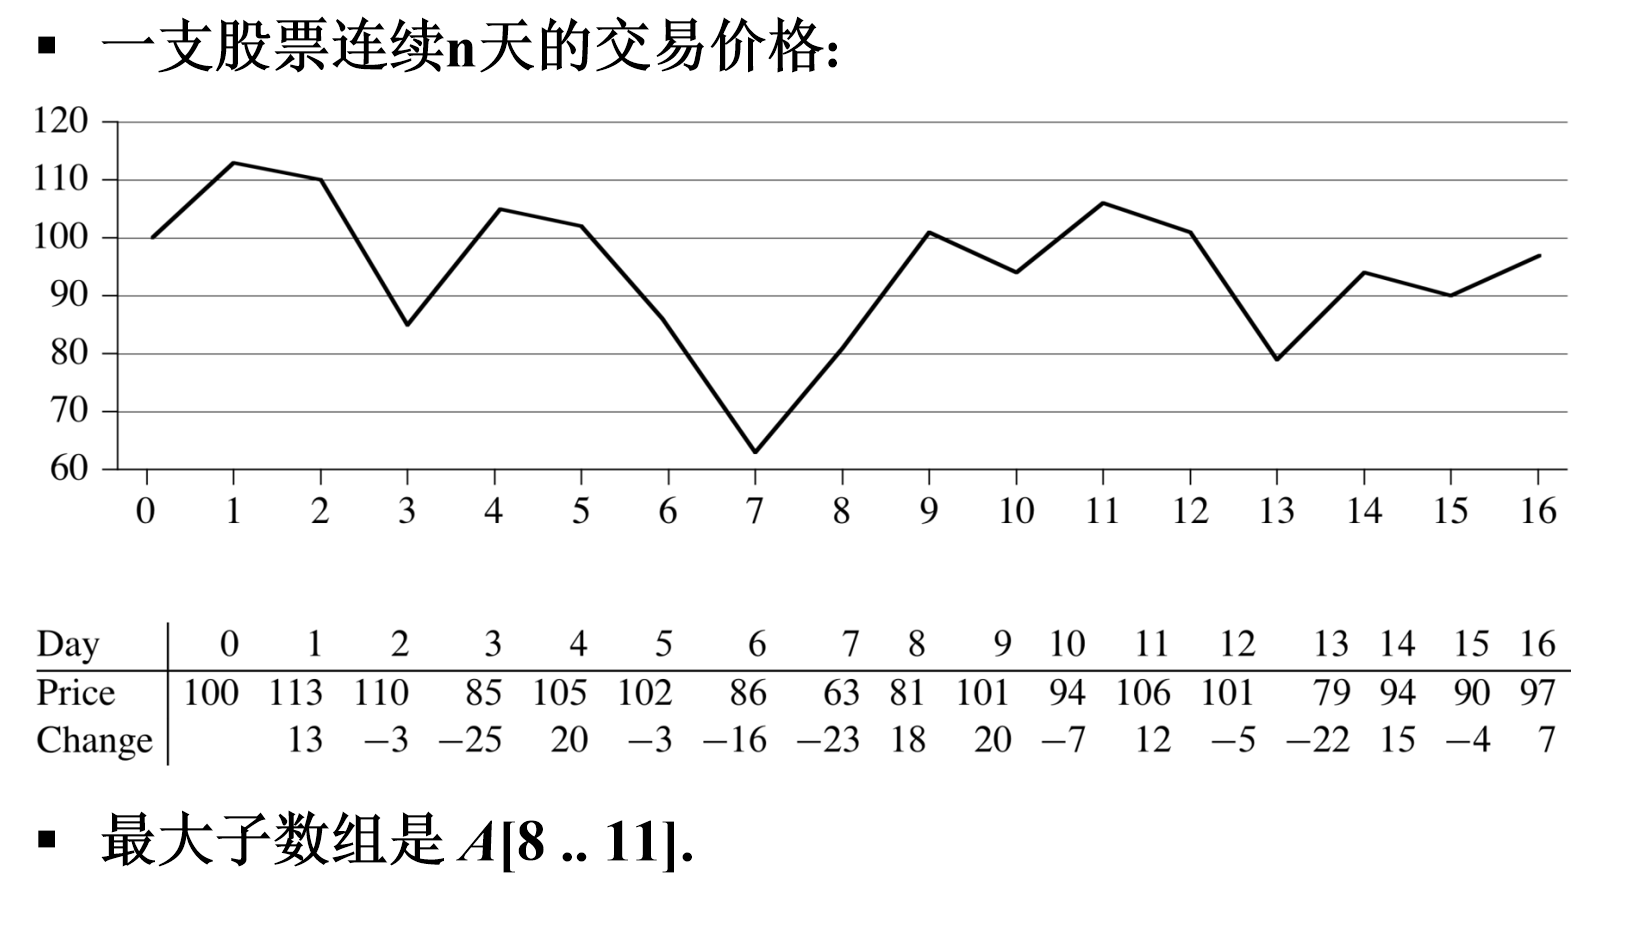 ▪ 一支股票连续n天的交易价格:
120
110
100
90
80
70
60
0 1 2 3 4 5 6 7 8 9 10 11 12 13 14 15 16
Day 0 1 2 3 4 5 6 7 8 9 10 11 12 13 14 15 16
Price 100 113 110 85 105 102 86 63 81 101 94 106 101 79 94 90 97
Change 13 −3 −25 20 −3 −16 −23 18 20 −7 12 −5 −22 15 −4 7
▪ 最大子数组是 A[8 .. 11].